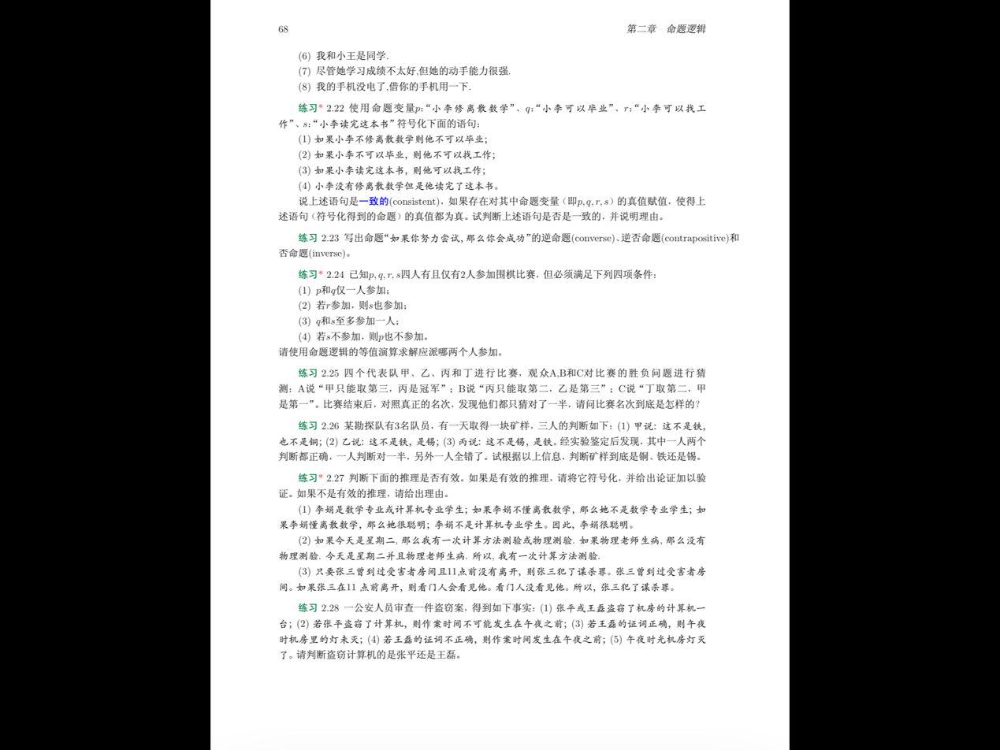 68 第二章 命题逻辑
(6) 我和小王是同学.
(7) 尽管她学习成绩不太好,但她的动手能力很强.
(8) 我的手机没电了,借你的手机用一下.
练习* 2.22 使用命题变量p:“小李修离散数学”、q:“小李可以毕业”、r:“小李可以找工
作”、s:“小李读完这本书”符号化下面的语句:
(1) 如果小李不修离散数学则他不可以毕业;
(2) 如果小李不可以毕业, 则他不可以找工作;
(3) 如果小李读完这本书, 则他可以找工作;
(4) 小李没有修离散数学但是他读完了这本书。
说上述语句是一致的(consistent), 如果存在对其中命题变量（即p, q, r, s）的真值赋值, 使得上
述语句（符号化得到的命题）的真值都为真。试判断上述语句是否是一致的, 并说明理由。
练习 2.23 写出命题“如果你努力尝试, 那么你会成功”的逆命题(converse)、逆否命题(contrapositive)和
否命题(inverse)。
练习* 2.24 已知p, q, r, s四人有且仅有2人参加围棋比赛, 但必须满足下列四项条件:
(1) p和q仅一人参加;
(2) 若r参加, 则s也参加;
(3) q和s至多参加一人;
(4) 若s不参加, 则p也不参加。
请使用命题逻辑的等值演算求解应派哪两个人参加。
练习 2.25 四个代表队甲、乙、丙和丁进行比赛, 观众A,B和C对比赛的胜负问题进行猜
测: A说“甲只能取第三, 丙是冠军”; B说“丙只能取第二, 乙是第三”; C说“丁取第二, 甲
是第一”。比赛结束后, 对照真正的名次, 发现他们都只猜对了一半, 请问比赛名次到底是怎样的?
练习 2.26 某勘探队有3名队员, 有一天取得一块矿样, 三人的判断如下: (1) 甲说: 这不是铁,
也不是铜; (2) 乙说: 这不是铁, 是锡; (3) 丙说: 这不是锡, 是铁。经实验鉴定后发现, 其中一人两个
判断都正确, 一人判断对一半, 另外一人全错了。试根据以上信息, 判断矿样到底是铜、铁还是锡。
练习* 2.27 判断下面的推理是否有效。如果是有效的推理, 请将它符号化, 并给出论证加以验
证。如果不是有效的推理, 请给出理由。
(1) 李娟是数学专业或计算机专业学生; 如果李娟不懂离散数学, 那么她不是数学专业学生; 如
果李娟懂离散数学, 那么她很聪明; 李娟不是计算机专业学生。因此, 李娟很聪明。
(2) 如果今天是星期二, 那么我有一次计算方法测验或物理测验. 如果物理老师生病, 那么没有
物理测验. 今天是星期二并且物理老师生病. 所以, 我有一次计算方法测验.
(3) 只要张三曾到过受害者房间且11点前没有离开, 则张三犯了谋杀罪。张三曾到过受害者房
间。如果张三在11 点前离开, 则看门人会看见他。看门人没看见他。所以, 张三犯了谋杀罪。
练习 2.28 一公安人员审查一件盗窃案, 得到如下事实: (1) 张平或王磊盗窃了机房的计算机一
台; (2) 若张平盗窃了计算机, 则作案时间不可能发生在午夜之前; (3) 若王磊的证词正确, 则午夜
时机房里的灯未灭; (4) 若王磊的证词不正确, 则作案时间发生在午夜之前; (5) 午夜时光机房灯灭
了。请判断盗窃计算机的是张平还是王磊。